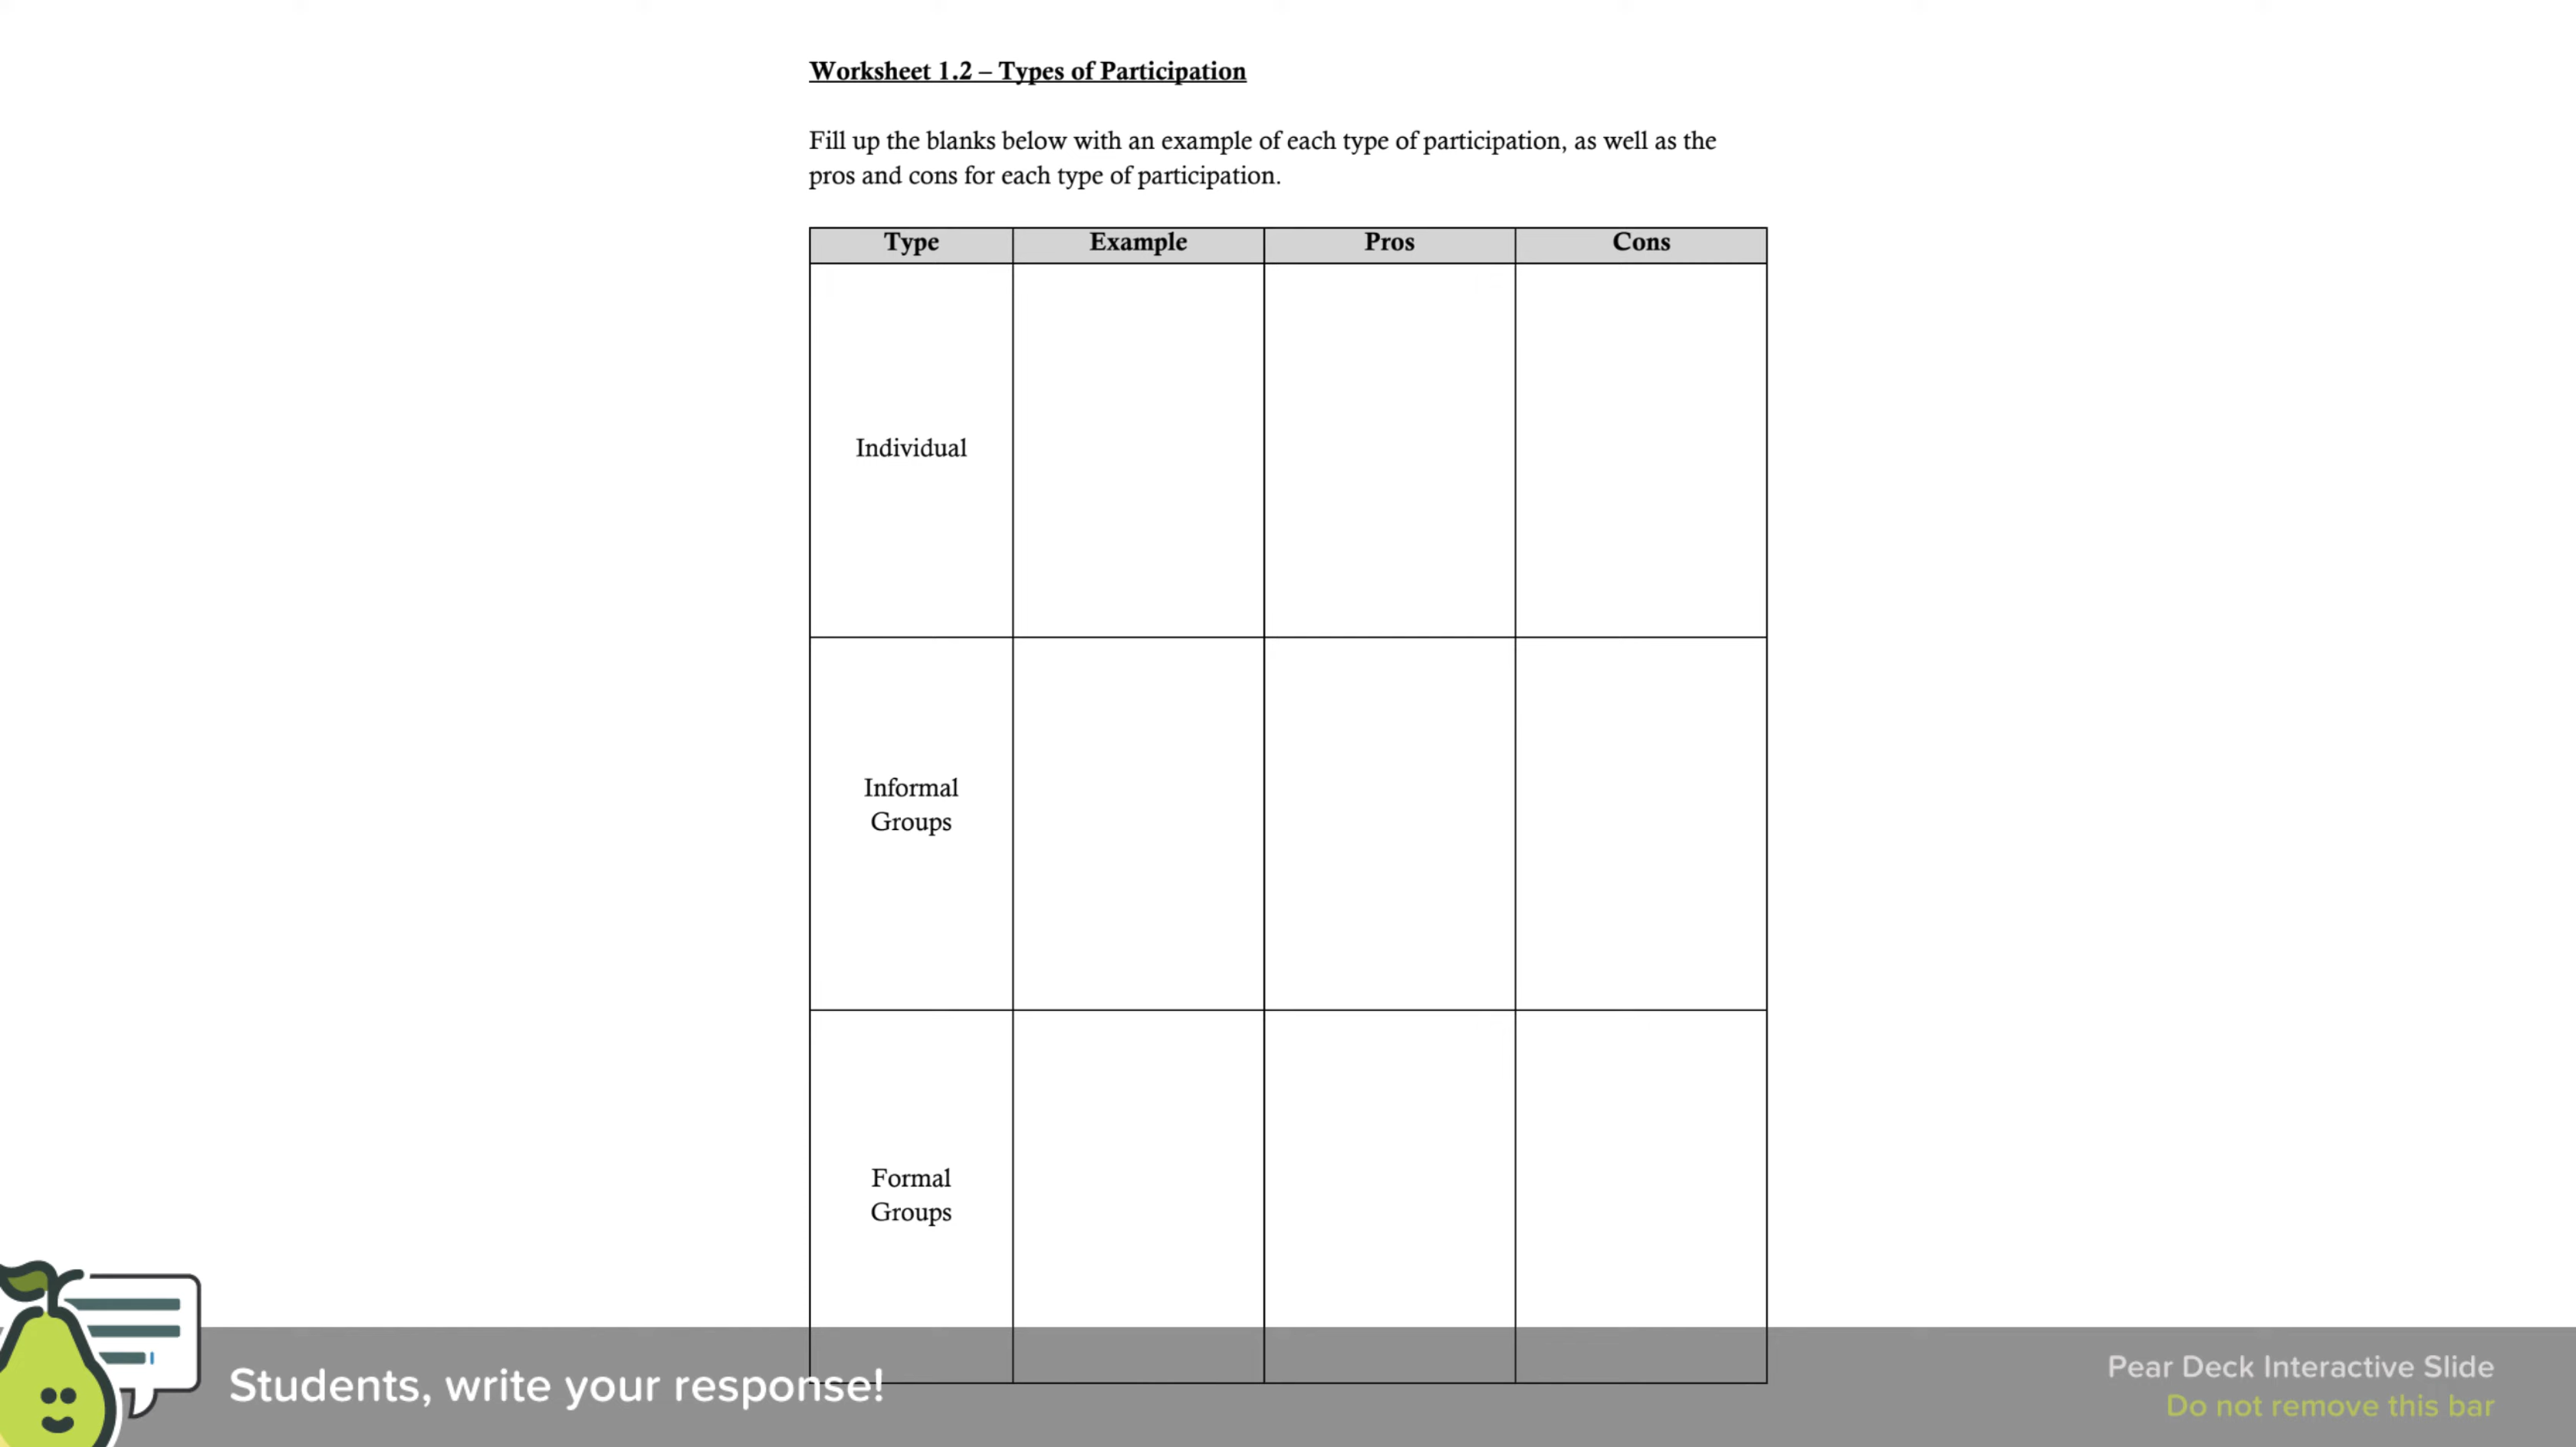 Worksheet 1.2 – Types of Participation
Fill up the blanks below with an example of each type of participation, as well as the
pros and cons for each type of participation.
Type Example Pros Cons
Individual
Informal
Groups
Formal
Groups
Students, write your response!
Pear Deck Interactive Slide
Do not remove this bar